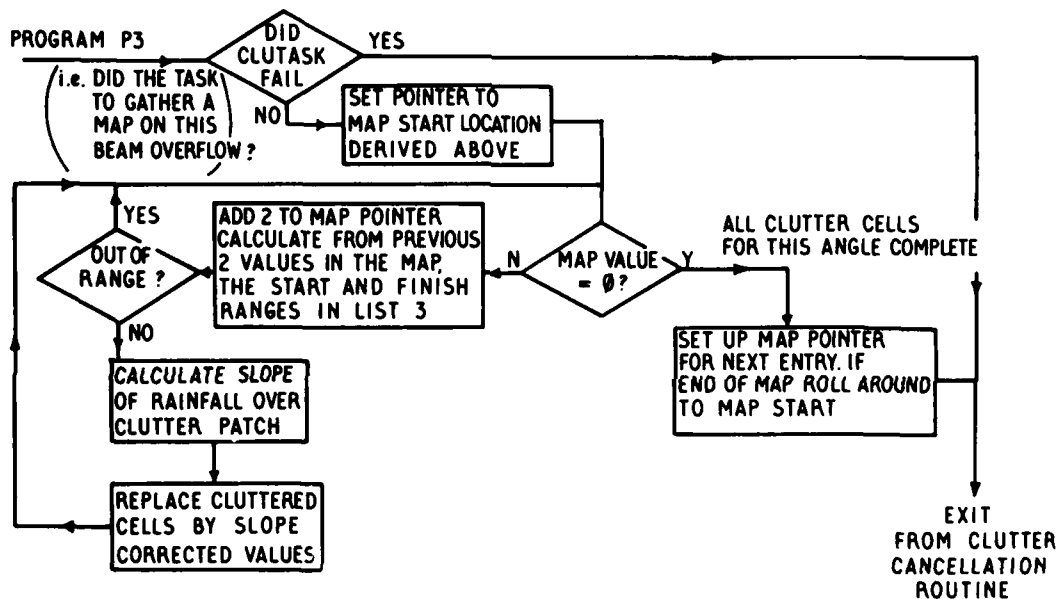 PROGRAM P3
DID
CLUTASK
FAIL
YES
i.e. DID THE TASK
TO GATHER A
MAP ON THIS
BEAM OVERFLOW ?
NO
SET POINTER TO
MAP START LOCATION
DERIVED ABOVE
YES
OUT OF
RANGE ?
NO
ADD 2 TO MAP POINTER
CALCULATE FROM PREVIOUS
2 VALUES IN THE MAP,
THE START AND FINISH
RANGES IN LIST 3
N
MAP VALUE
= Ø?
Y
ALL CLUTTER CELLS
FOR THIS ANGLE COMPLETE
SET UP MAP POINTER
FOR NEXT ENTRY. IF
END OF MAP ROLL AROUND
TO MAP START
CALCULATE SLOPE
OF RAINFALL OVER
CLUTTER PATCH
REPLACE CLUTTERED
CELLS BY SLOPE
CORRECTED VALUES
EXIT
FROM CLUTTER
CANCELLATION
ROUTINE